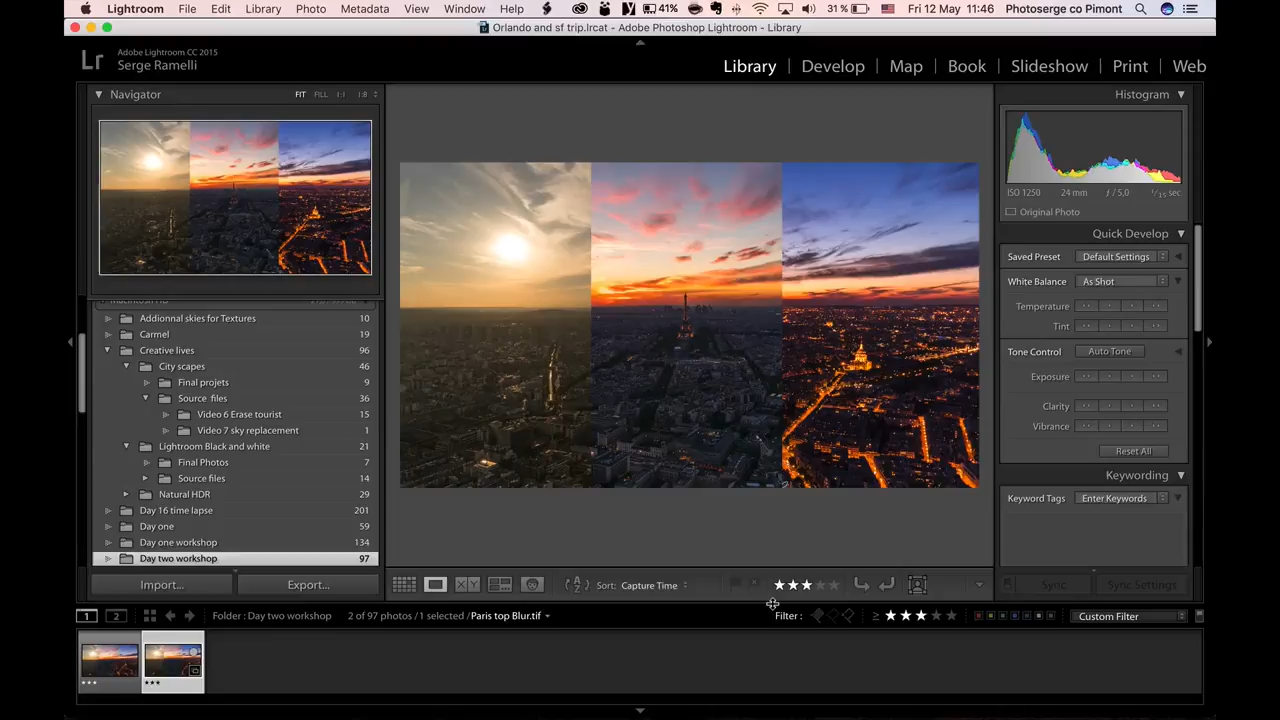 Lightroom File Edit Library Photo Metadata View Window Help 41% 31% Fri 12 May 11:46 Photoserge co Pimont
Orlando and sf trip.lrcat - Adobe Photoshop Lightroom - Library
Lr Adobe Lightroom CC 2015
Serge Ramelli
Library | Develop | Map | Book | Slideshow | Print | Web
Navigator FIT FILL 1:1 1:8
Histogram
ISO 1250 24 mm ƒ / 5,0 1/15 sec
Original Photo
Quick Develop
Saved Preset Default Settings
White Balance As Shot
Temperature
Tint
Tone Control Auto Tone
Exposure
Clarity
Vibrance
Reset All
Keywording
Keyword Tags Enter Keywords
Macintosh HD
Addionnal skies for Textures 10
Carmel 19
Creative lives 96
City scapes 46
Final projets 9
Source files 36
Video 6 Erase tourist 15
Video 7 sky replacement 1
Lightroom Black and white 21
Final Photos 7
Source files 14
Natural HDR 29
Day 16 time lapse 201
Day one 59
Day one workshop 134
Day two workshop 97
Import... Export...
XY Sort: Capture Time
Sync Sync Settings
1 2 Folder : Day two workshop 2 of 97 photos / 1 selected / Paris top Blur.tif Filter : ≥ Custom Filter